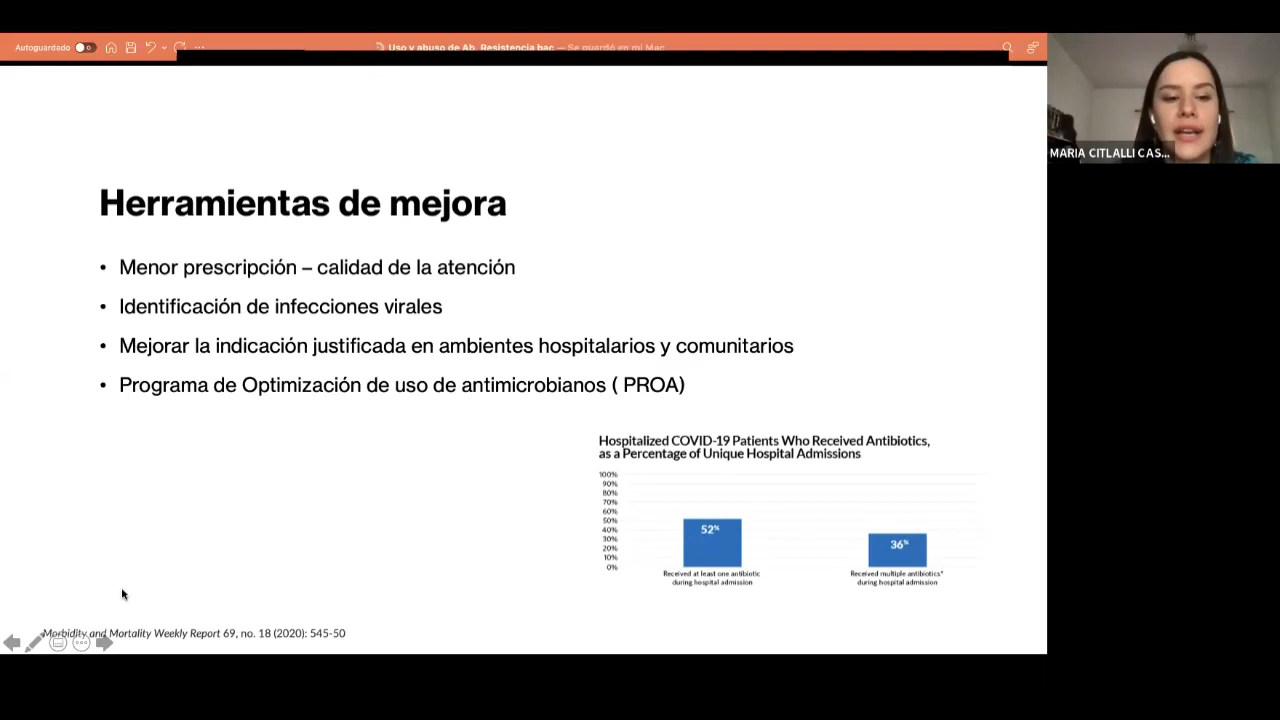 Autoguardado
Uso y abuso de Ab. Resistencia bac — Se guardó en mi Mac
MARIA CITLALLI CAS...
Herramientas de mejora
• Menor prescripción – calidad de la atención
• Identificación de infecciones virales
• Mejorar la indicación justificada en ambientes hospitalarios y comunitarios
• Programa de Optimización de uso de antimicrobianos ( PROA)
Hospitalized COVID-19 Patients Who Received Antibiotics,
as a Percentage of Unique Hospital Admissions
100%
90%
80%
70%
60%
50%
40%
30%
20%
10%
0%
52%
36%
Received at least one antibiotic
during hospital admission
Received multiple antibiotics*
during hospital admission
Morbidity and Mortality Weekly Report 69, no. 18 (2020): 545-50